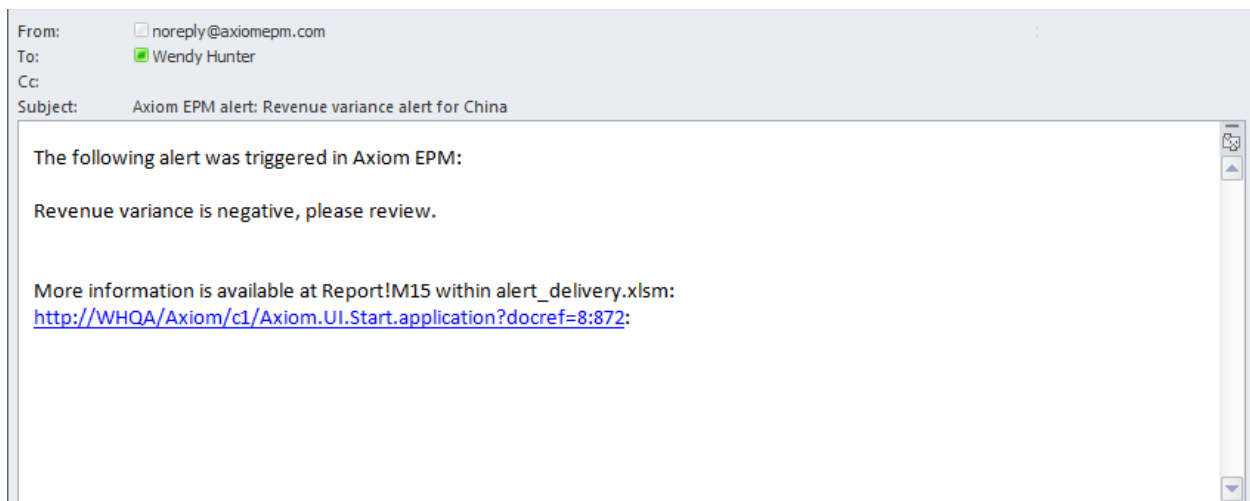 From: noreply@axiomepm.com
To: Wendy Hunter
Cc:
Subject: Axiom EPM alert: Revenue variance alert for China
The following alert was triggered in Axiom EPM:
Revenue variance is negative, please review.
More information is available at Report!M15 within alert_delivery.xlsm:
http://WHQA/Axiom/c1/Axiom.UI.Start.application?docref=8:872: